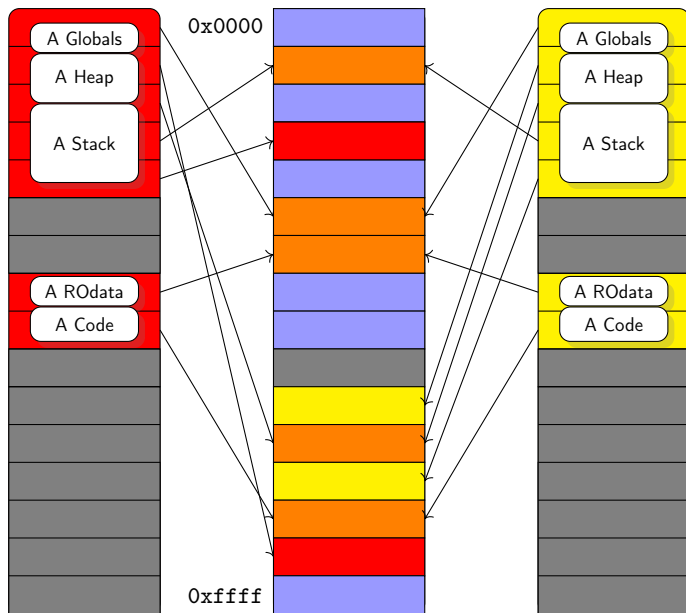 A Globals
A Heap
A Stack
A ROdata
A Code
0x0000
0xffff
A Globals
A Heap
A Stack
A ROdata
A Code